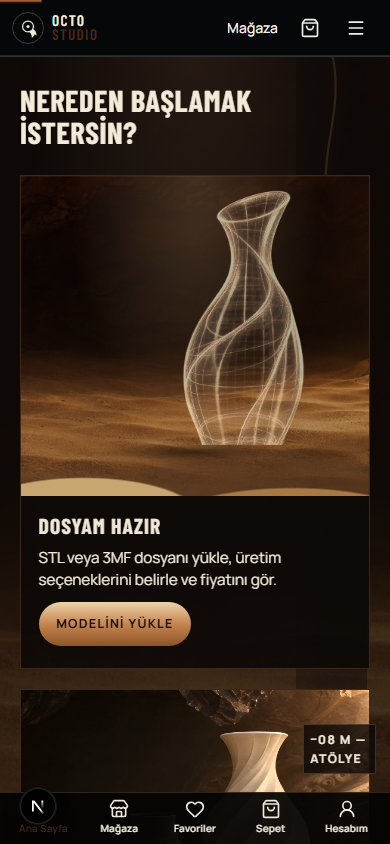 OCTO
STUDIO
Mağaza
NEREDEN BAŞLAMAK
İSTERSİN?
DOSYAM HAZIR
STL veya 3MF dosyanı yükle, üretim
seçeneklerini belirle ve fiyatını gör.
MODELİNİ YÜKLE
−08 M —
ATÖLYE
N
Ana Sayfa
Mağaza
Favoriler
Sepet
Hesabım